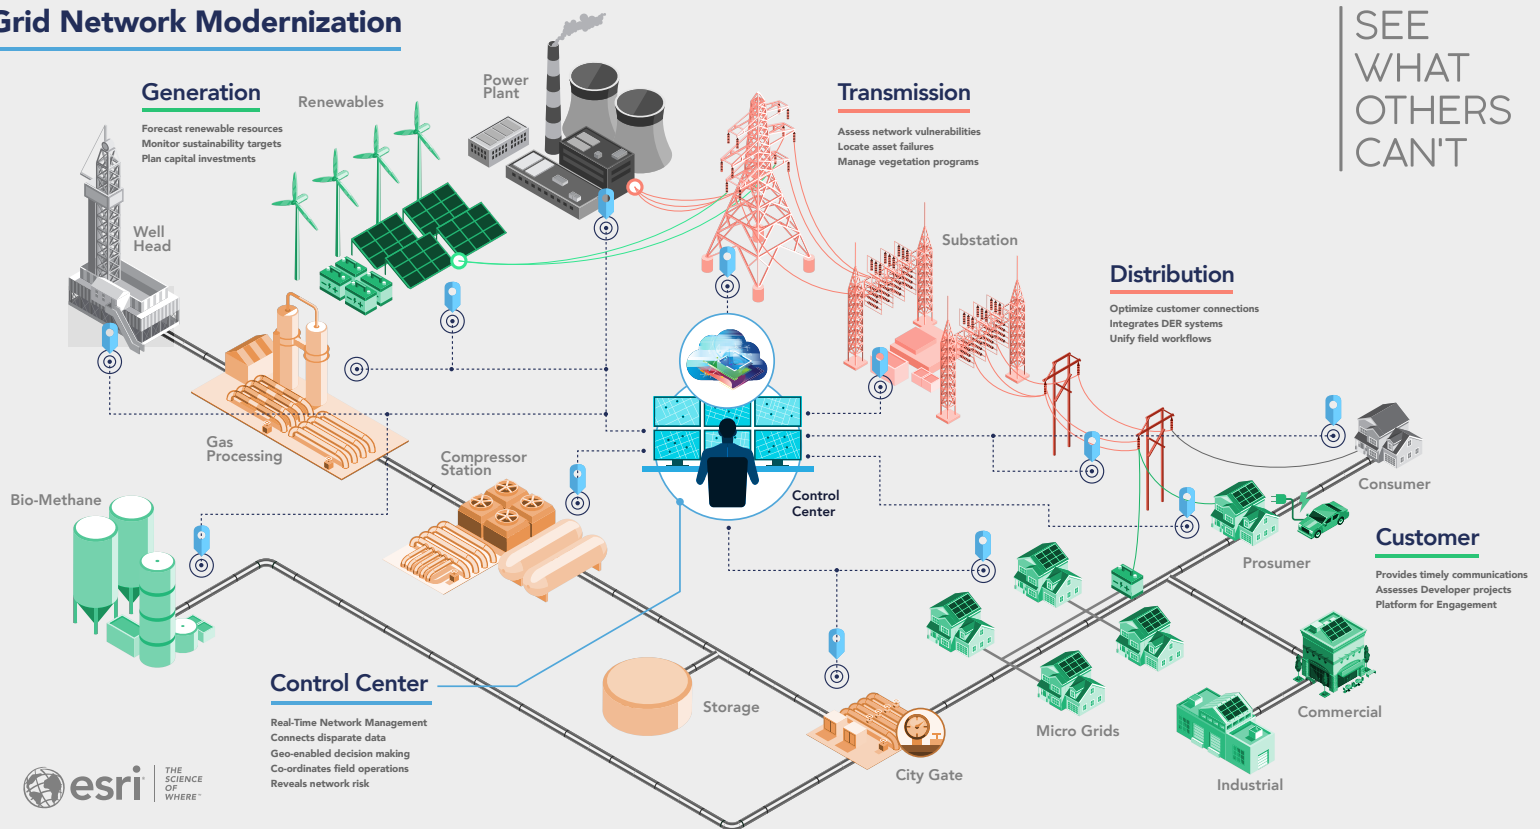 Grid Network Modernization
SEE
WHAT
OTHERS
CAN'T
Generation
Forecast renewable resources
Monitor sustainability targets
Plan capital investments
Renewables
Power
Plant
Transmission
Assess network vulnerabilities
Locate asset failures
Manage vegetation programs
Well
Head
Substation
Distribution
Optimize customer connections
Integrates DER systems
Unify field workflows
Gas
Processing
Compressor
Station
Bio-Methane
Control
Center
Consumer
Prosumer
Customer
Provides timely communications
Assesses Developer projects
Platform for Engagement
Control Center
Real-Time Network Management
Connects disparate data
Geo-enabled decision making
Co-ordinates field operations
Reveals network risk
Storage
City Gate
Micro Grids
Commercial
Industrial
esri
THE
SCIENCE
OF
WHERE™